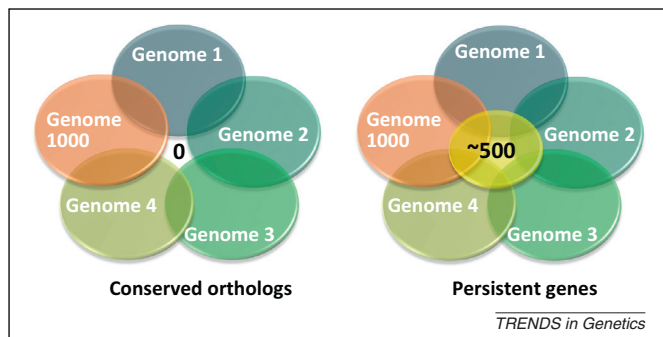 Genome 1
Genome 2
Genome 3
Genome 4
Genome
1000
0
Conserved orthologs
Genome 1
Genome 2
Genome 3
Genome 4
Genome
1000
~500
Persistent genes
TRENDS in Genetics